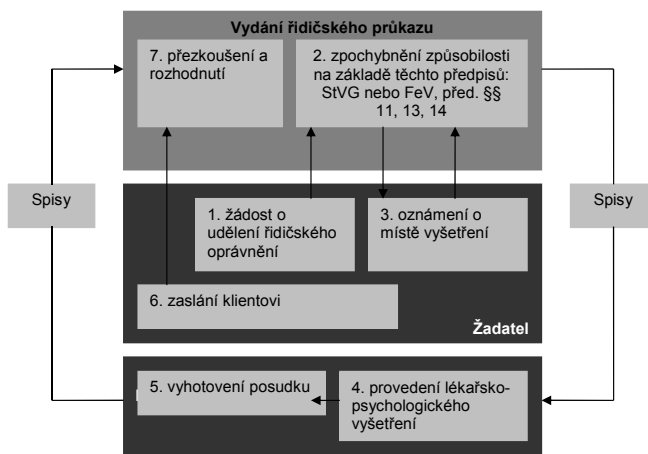 Vydání řidičského průkazu
7. přezkoušení a
rozhodnutí
2. zpochybnění způsobilosti
na základě těchto předpisů:
StVG nebo FeV, před. §§
11, 13, 14
Spisy
Spisy
1. žádost o
udělení řidičského
oprávnění
3. oznámení o
místě vyšetření
6. zaslání klientovi
Žadatel
5. vyhotovení posudku
4. provedení lékařsko-
psychologického
vyšetření